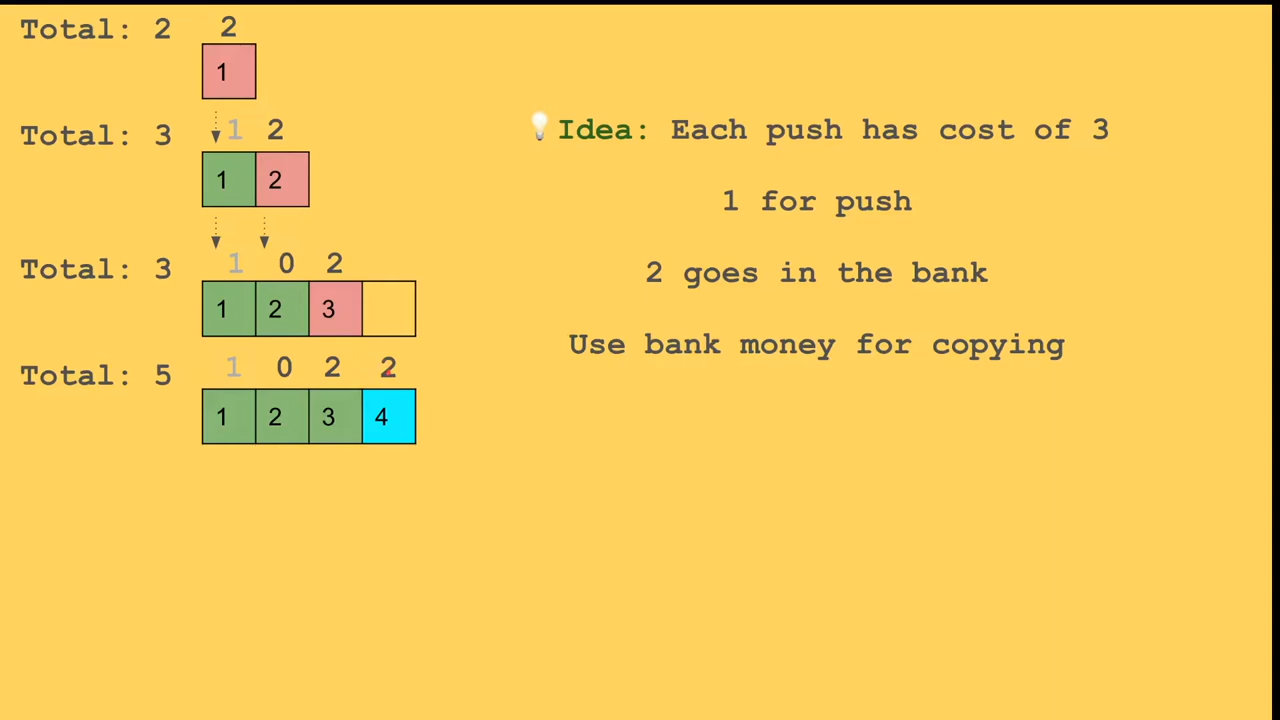 Total: 2 2
1
Total: 3 1 2
1 2
Total: 3 1 0 2
1 2 3
Total: 5 1 0 2 2
1 2 3 4
Idea: Each push has cost of 3
1 for push
2 goes in the bank
Use bank money for copying